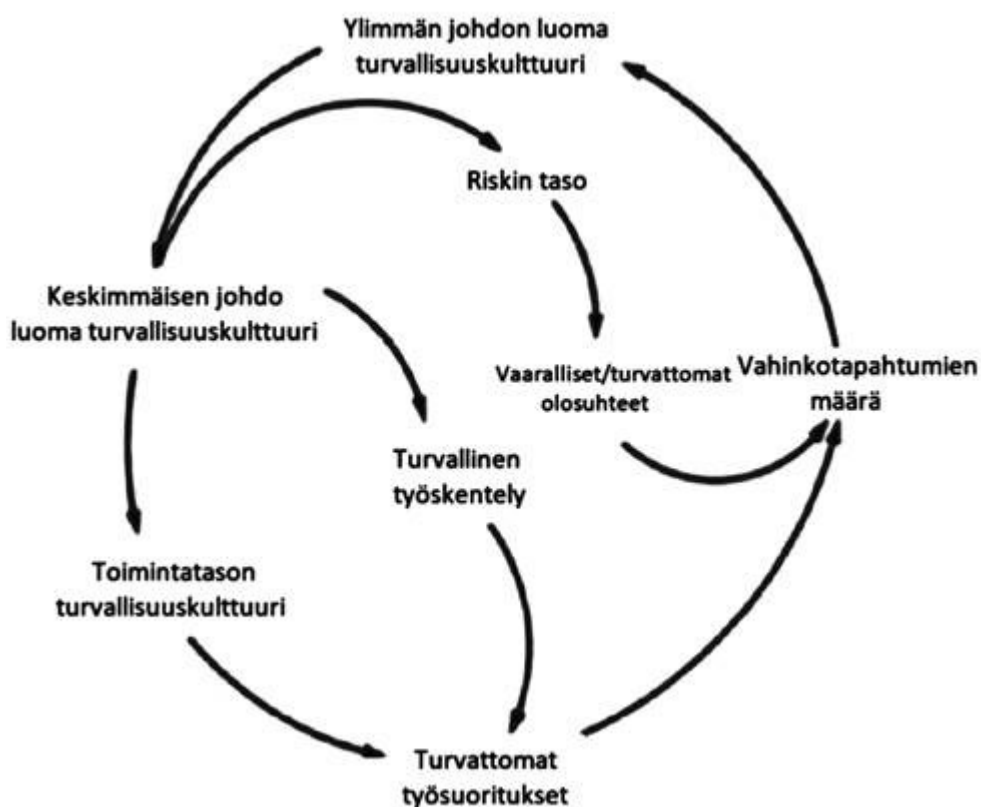 Ylimmän johdon luoma
turvallisuuskulttuuri
Riskin taso
Keskimmäisen johdo
luoma turvallisuuskulttuuri
Vaaralliset/turvattomat
olosuhteet
Vahinkotapahtumien
määrä
Turvallinen
työskentely
Toimintatason
turvallisuuskulttuuri
Turvattomat
työsuoritukset